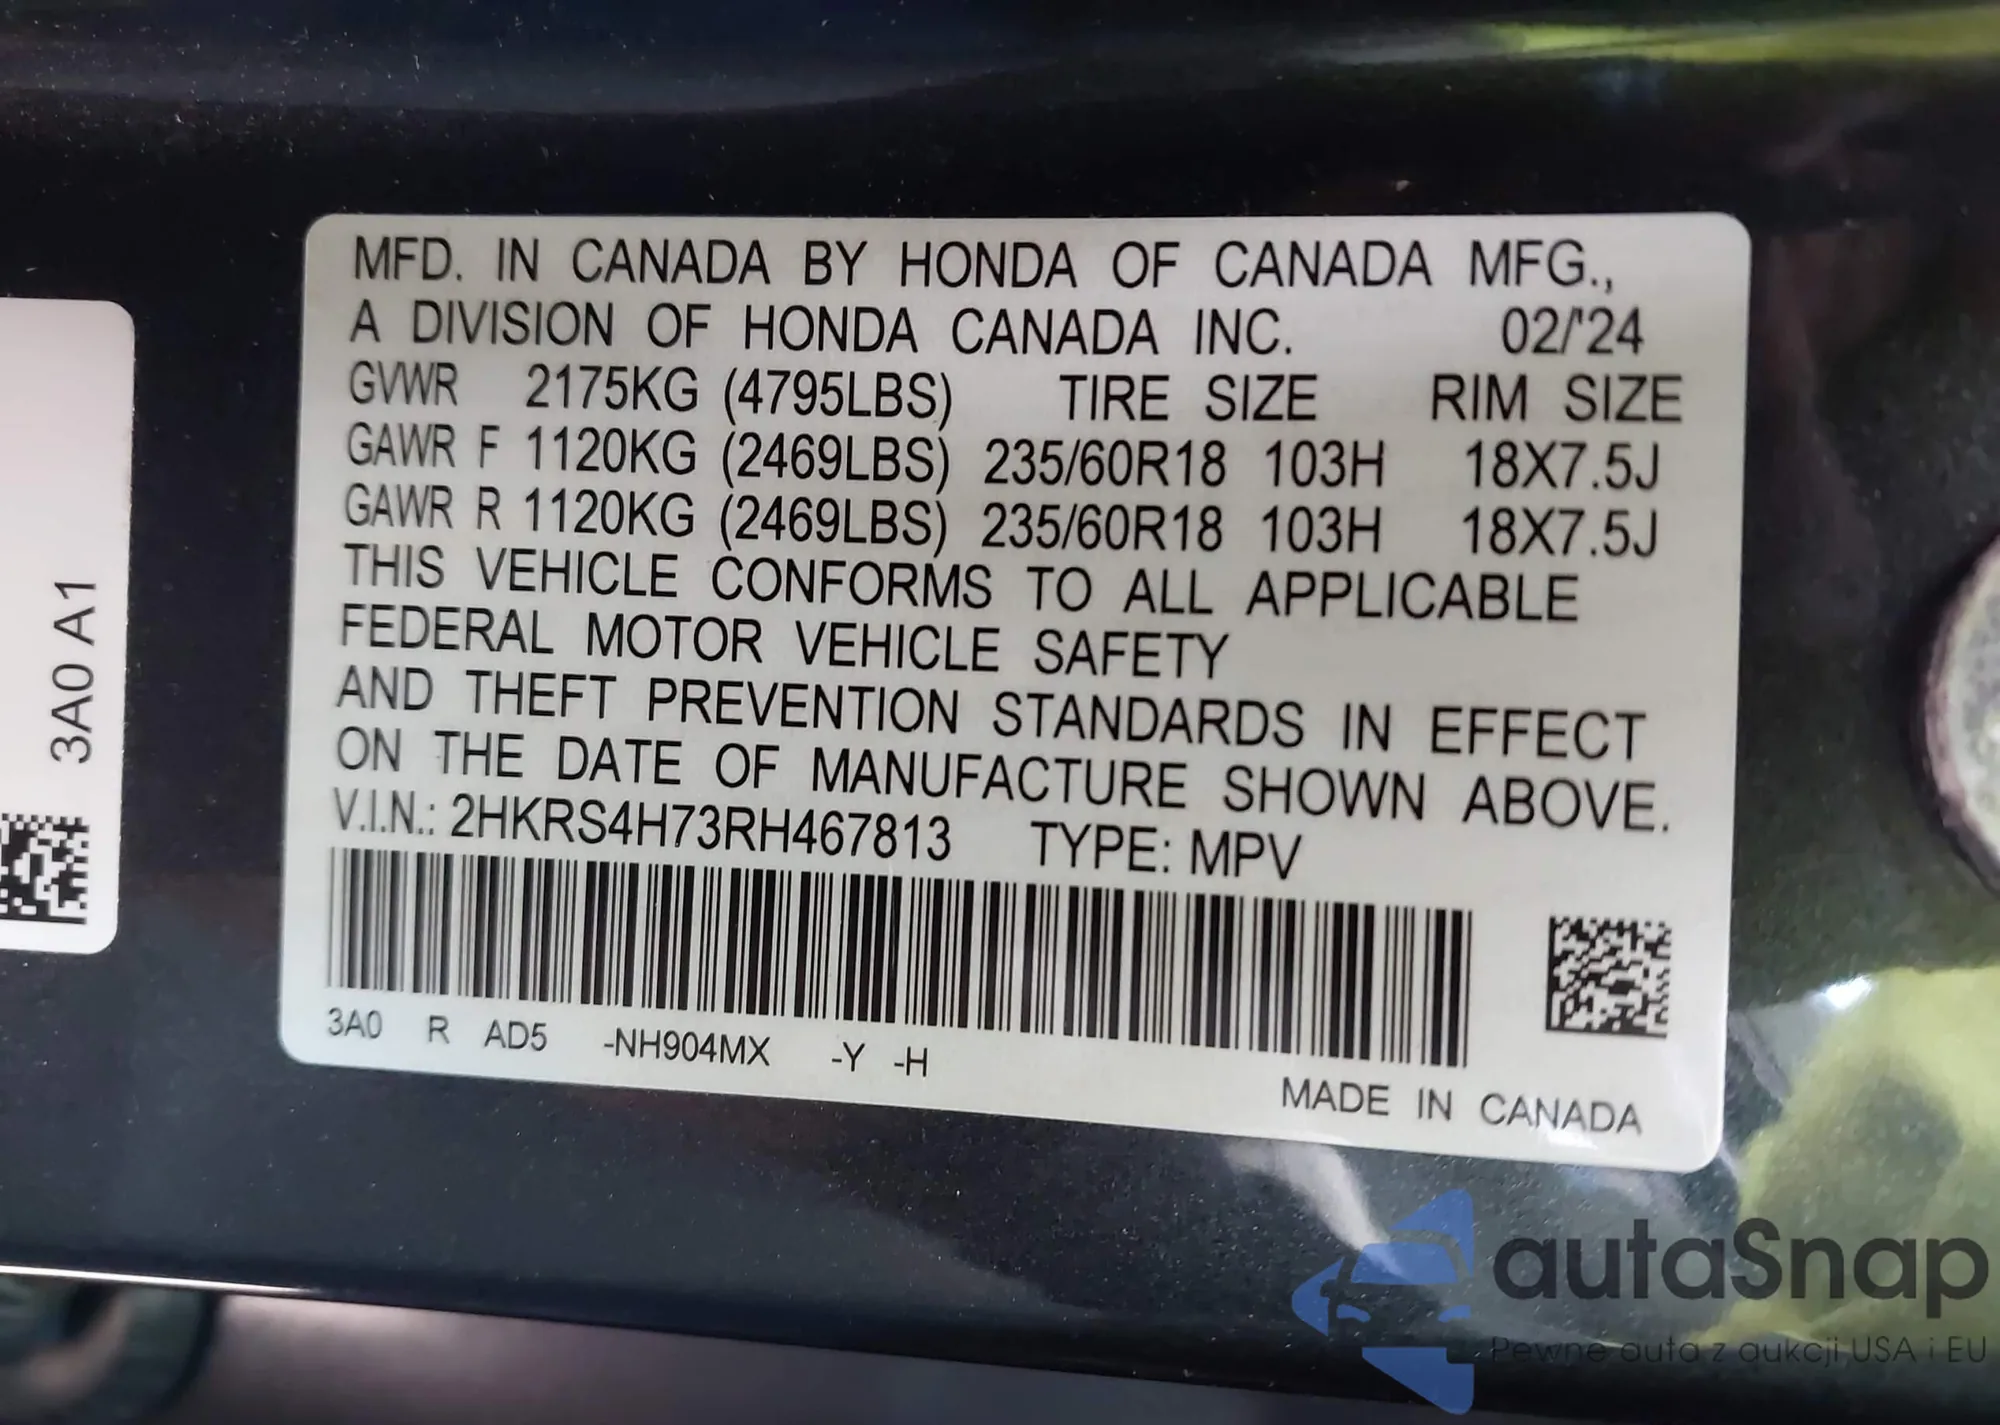 MFD. IN CANADA BY HONDA OF CANADA MFG.,
A DIVISION OF HONDA CANADA INC. 02/'24
GVWR 2175KG (4795LBS) TIRE SIZE RIM SIZE
GAWR F 1120KG (2469LBS) 235/60R18 103H 18X7.5J
GAWR R 1120KG (2469LBS) 235/60R18 103H 18X7.5J
THIS VEHICLE CONFORMS TO ALL APPLICABLE
FEDERAL MOTOR VEHICLE SAFETY
AND THEFT PREVENTION STANDARDS IN EFFECT
ON THE DATE OF MANUFACTURE SHOWN ABOVE.
V.I.N.: 2HKRS4H73RH467813 TYPE: MPV
3A0 R AD5 -NH904MX -Y -H
MADE IN CANADA
3A0 A1
autaSnap
Pewne auta z aukcji USA i EU